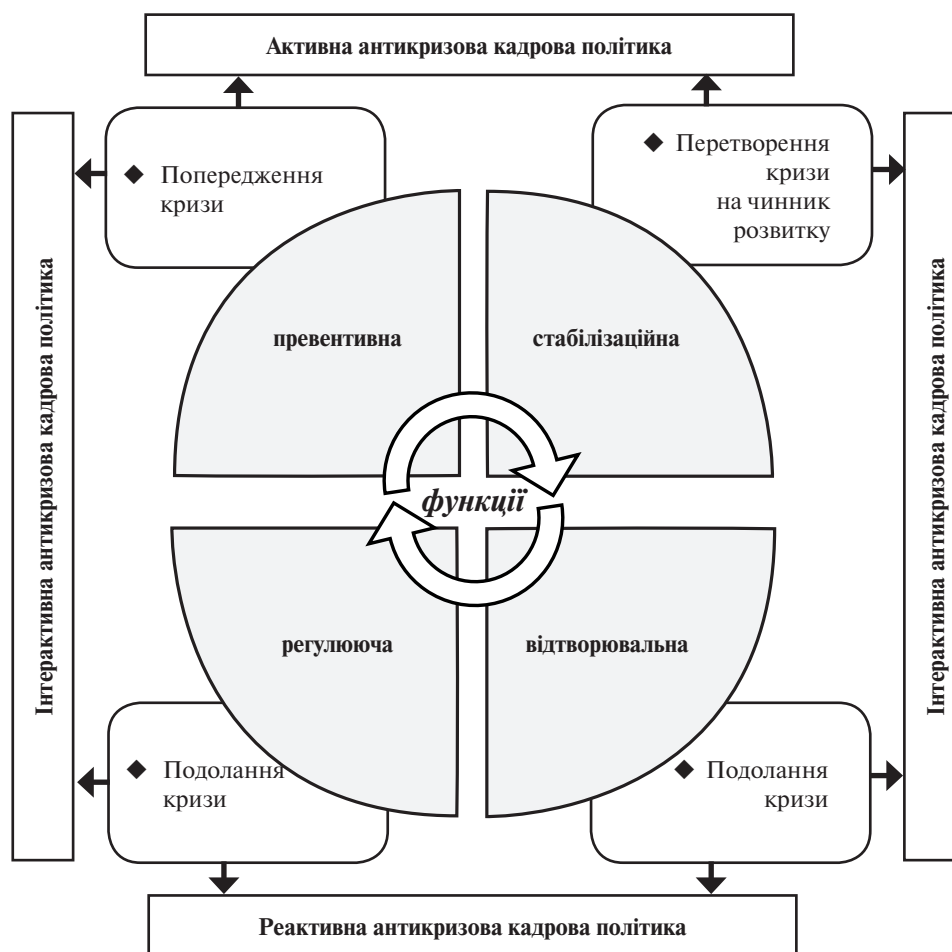 Активна антикризова кадрова політика
Інтерактивна антикризова кадрова політика
◆ Попередження
кризи
◆ Перетворення
кризи
на чинник
розвитку
Інтерактивна антикризова кадрова політика
превентивна
стабілізаційна
функції
регулююча
відтворювальна
◆ Подолання
кризи
◆ Подолання
кризи
Реактивна антикризова кадрова політика